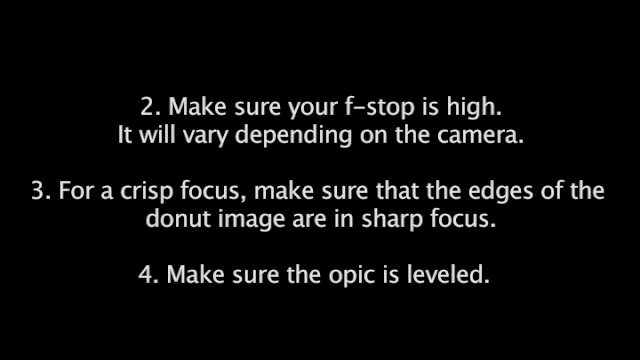 2. Make sure your f-stop is high.
It will vary depending on the camera.
3. For a crisp focus, make sure that the edges of the
donut image are in sharp focus.
4. Make sure the opic is leveled.